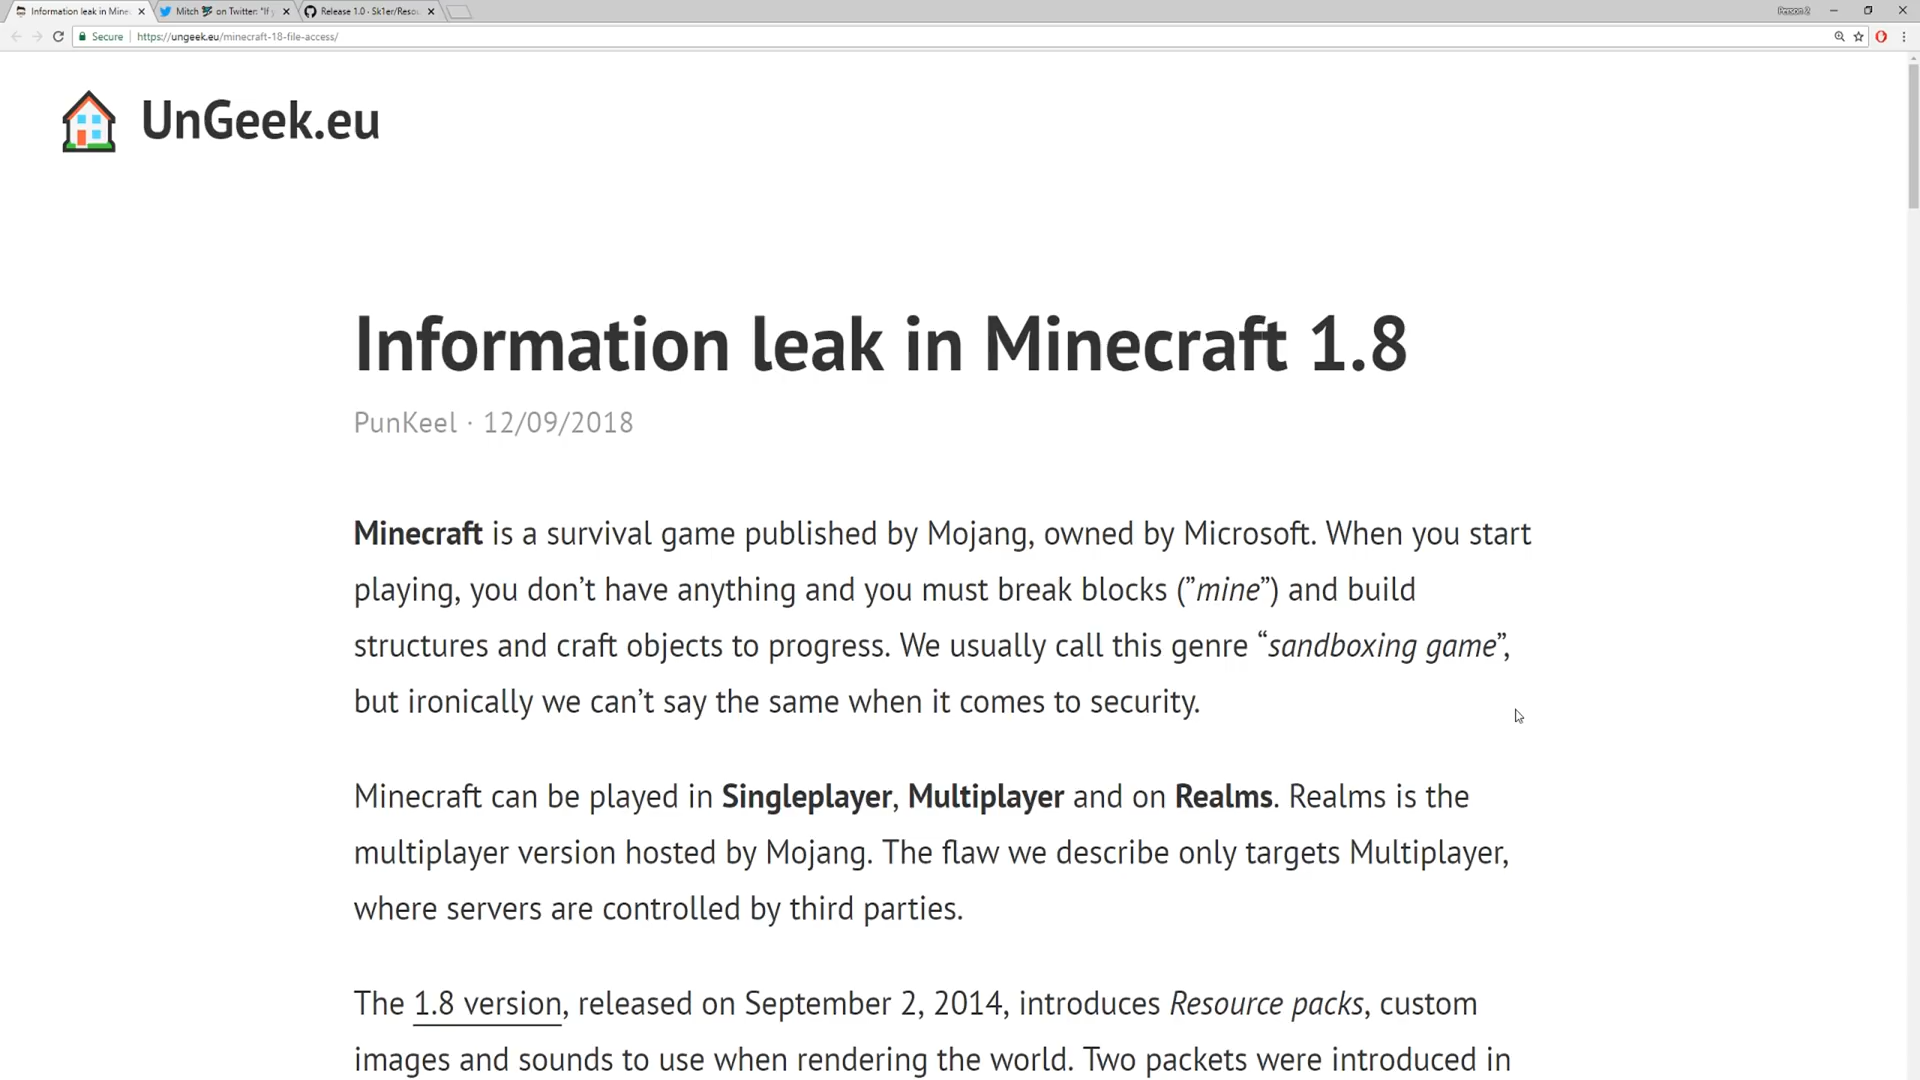 Information leak in Mine
Mitch on Twitter: "If
Release 1.0 · Sk1er/Resou
Person 2
Secure
https://ungeek.eu/minecraft-18-file-access/
UnGeek.eu
Information leak in Minecraft 1.8
PunKeel · 12/09/2018
Minecraft is a survival game published by Mojang, owned by Microsoft. When you start
playing, you don’t have anything and you must break blocks (”mine”) and build
structures and craft objects to progress. We usually call this genre “sandboxing game”,
but ironically we can’t say the same when it comes to security.
Minecraft can be played in Singleplayer, Multiplayer and on Realms. Realms is the
multiplayer version hosted by Mojang. The flaw we describe only targets Multiplayer,
where servers are controlled by third parties.
The 1.8 version, released on September 2, 2014, introduces Resource packs, custom
images and sounds to use when rendering the world. Two packets were introduced in